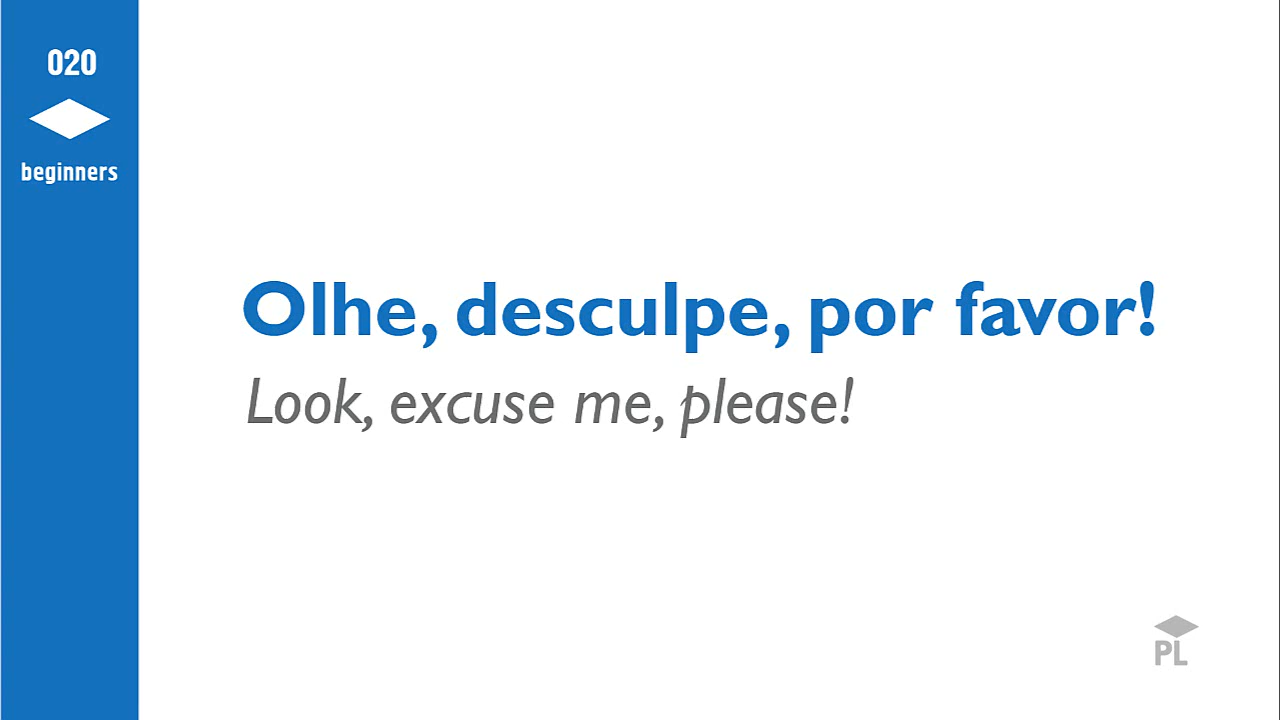 020
beginners
Olhe, desculpe, por favor!
Look, excuse me, please!
PL